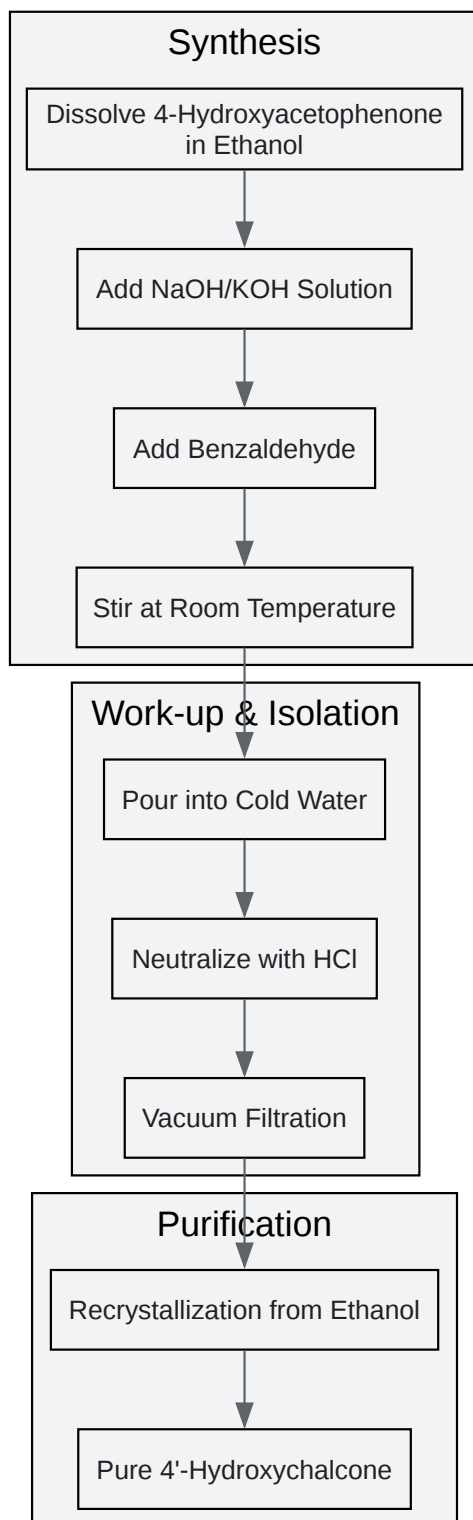 Synthesis
Dissolve 4-Hydroxyacetophenone
in Ethanol
Add NaOH/KOH Solution
Add Benzaldehyde
Stir at Room Temperature
Work-up & Isolation
Pour into Cold Water
Neutralize with HCl
Vacuum Filtration
Purification
Recrystallization from Ethanol
Pure 4'-Hydroxychalcone